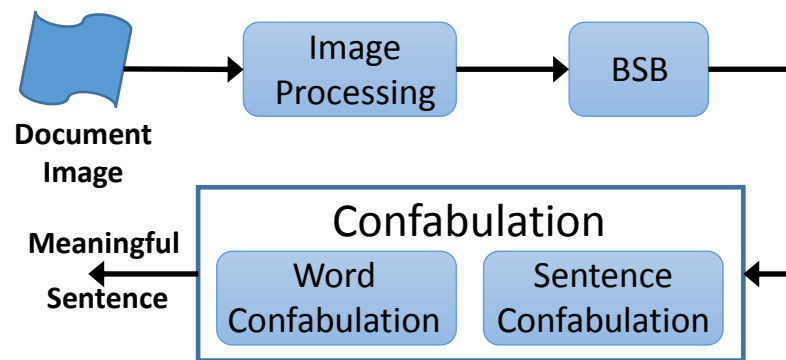 Image
Processing
BSB
Document
Image
Confabulation
Meaningful
Sentence
Word
Confabulation
Sentence
Confabulation